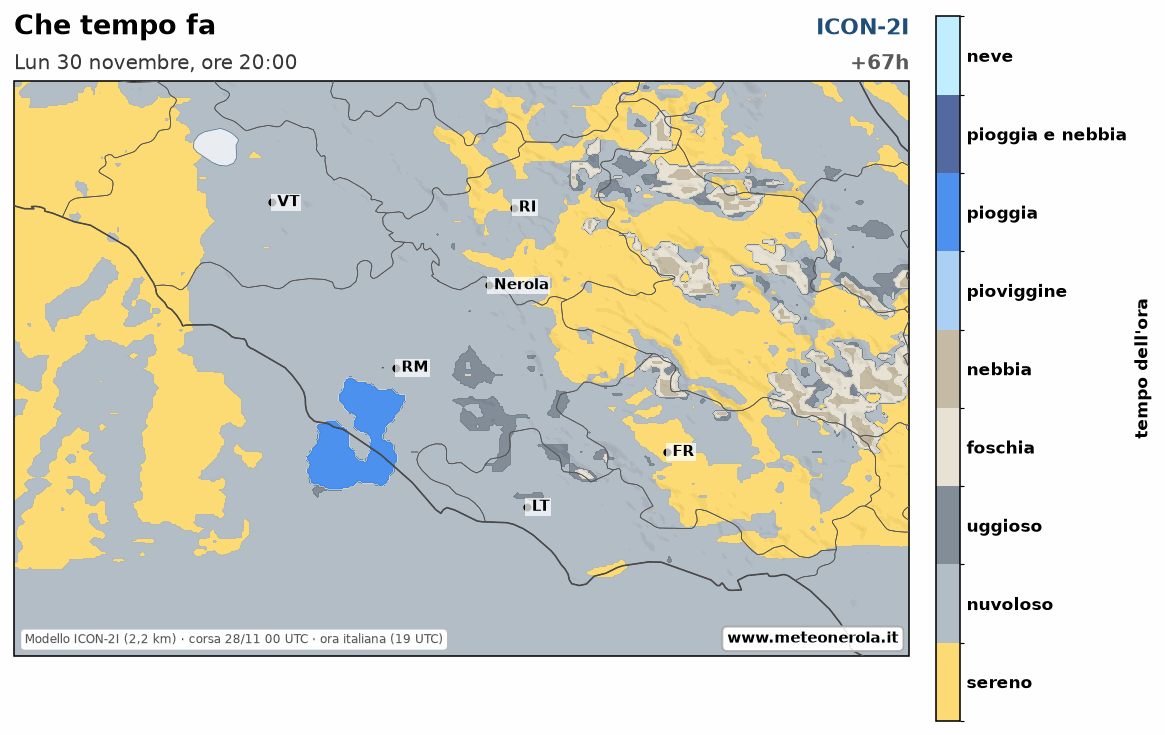 Che tempo fa
ICON-2I
Lun 30 novembre, ore 20:00
+67h
VT
RI
Nerola
RM
FR
LT
Modello ICON-2I (2,2 km) · corsa 28/11 00 UTC · ora italiana (19 UTC)
www.meteonerola.it
neve
pioggia e nebbia
pioggia
pioviggine
nebbia
foschia
uggioso
nuvoloso
sereno
tempo dell'ora